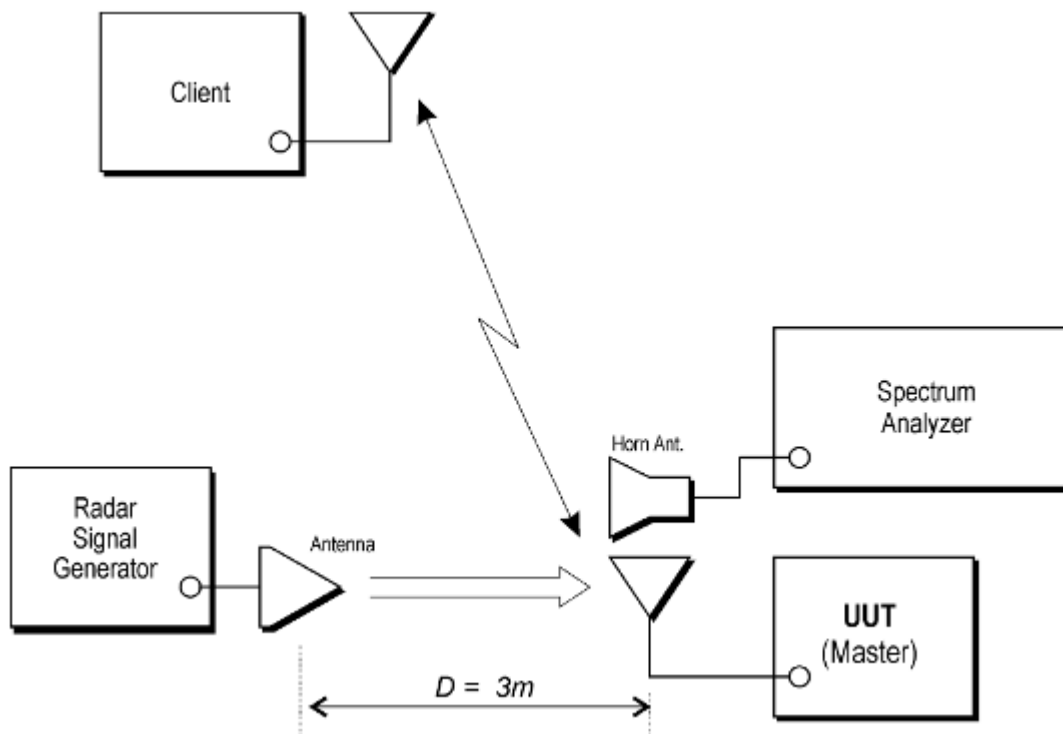 Client
Spectrum
Analyzer
Horn Ant.
Radar
Signal
Generator
Antenna
UUT
(Master)
D = 3m